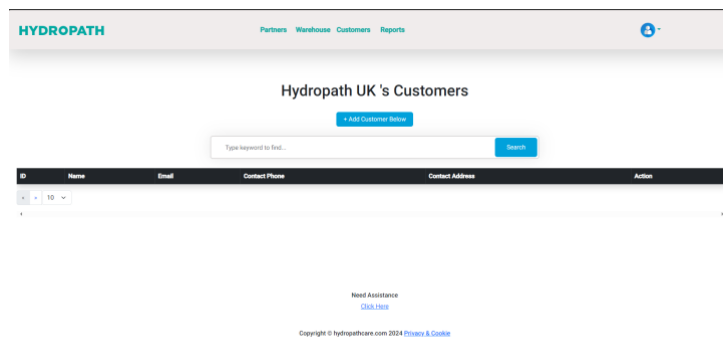 HYDROPATH
Partners Warehouse Customers Reports
Hydropath UK 's Customers
+ Add Customer Below
Type keyword to find...
Search
ID Name Email Contact Phone Contact Address Action
10
Need Assistance
Click Here
Copyright © hydropathcare.com 2024 Privacy & Cookie